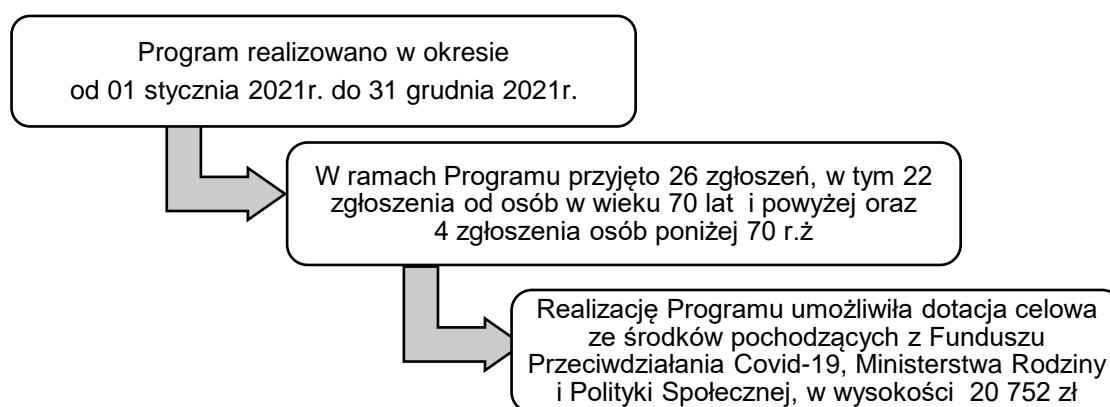 Program realizowano w okresie
od 01 stycznia 2021r. do 31 grudnia 2021r.
W ramach Programu przyjęto 26 zgłoszeń, w tym 22
zgłoszenia od osób w wieku 70 lat i powyżej oraz
4 zgłoszenia osób poniżej 70 r.ż
Realizację Programu umożliwiła dotacja celowa
ze środków pochodzących z Funduszu
Przeciwdziałania Covid-19, Ministerstwa Rodziny
i Polityki Społecznej, w wysokości 20 752 zł